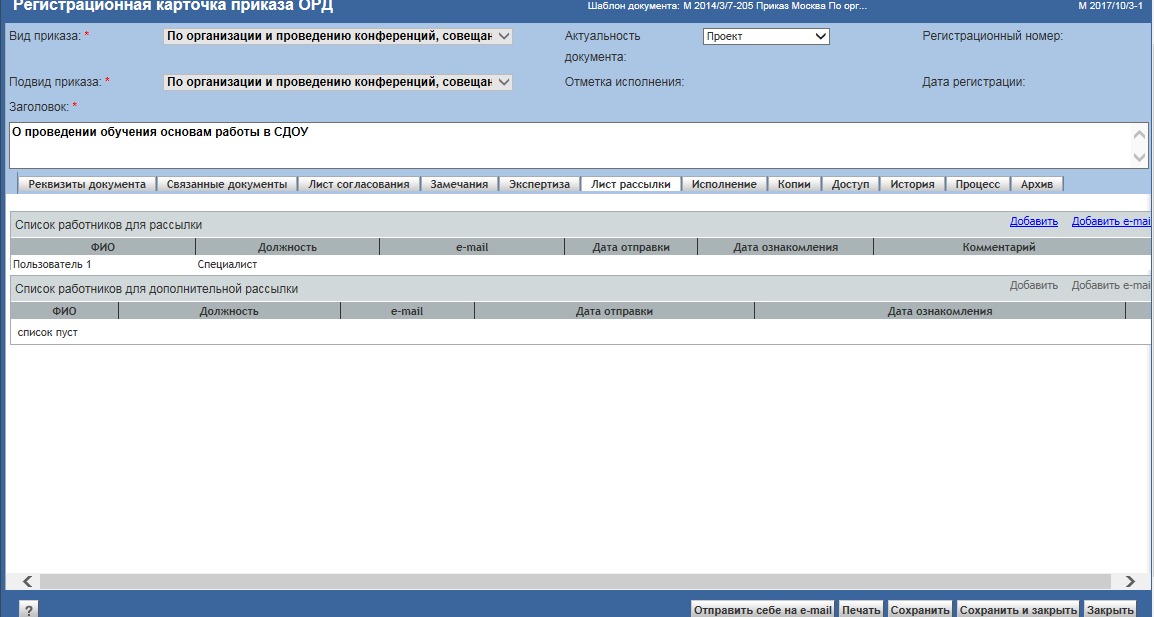 Регистрационная карточка приказа ОРД
Шаблон документа: М 2014/3/7-205 Приказ Москва По орг...
М 2017/10/3-1
Вид приказа: *
По организации и проведению конференций, совещан
Актуальность документа:
Проект
Регистрационный номер:
Подвид приказа: *
По организации и проведению конференций, совещан
Отметка исполнения:
Дата регистрации:
Заголовок: *
О проведении обучения основам работы в СДОУ
Реквизиты документа Связанные документы Лист согласования Замечания Экспертиза Лист рассылки Исполнение Копии Доступ История Процесс Архив
Список работников для рассылки
Добавить Добавить e-mai
ФИО Должность e-mail Дата отправки Дата ознакомления Комментарий
Пользователь 1 Специалист
Список работников для дополнительной рассылки
Добавить Добавить e-mai
ФИО Должность e-mail Дата отправки Дата ознакомления
список пуст
? Отправить себе на e-mail Печать Сохранить Сохранить и закрыть Закрыть